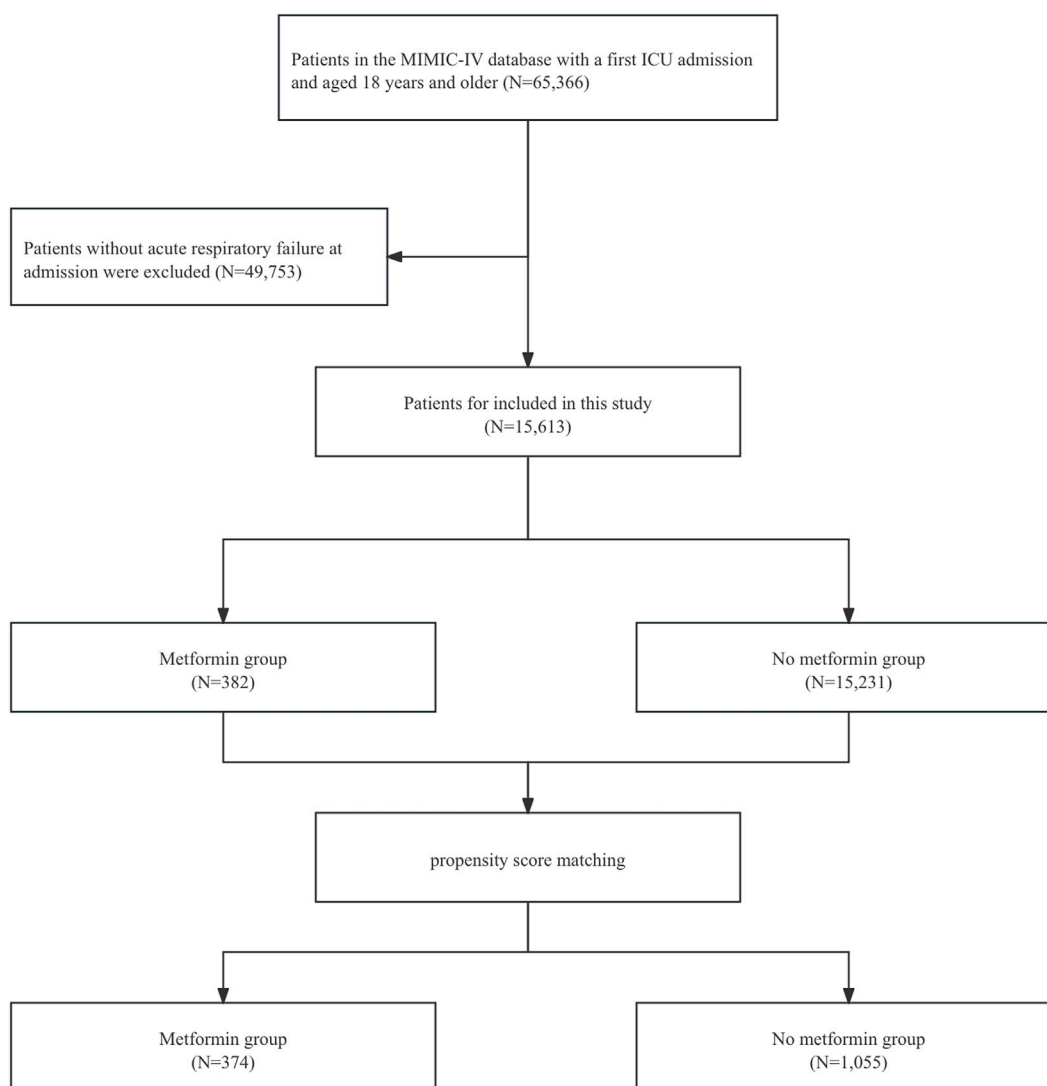 Patients in the MIMIC-IV database with a first ICU admission
and aged 18 years and older (N=65,366)
Patients without acute respiratory failure at
admission were excluded (N=49,753)
Patients for included in this study
(N=15,613)
Metformin group
(N=382)
No metformin group
(N=15,231)
propensity score matching
Metformin group
(N=374)
No metformin group
(N=1,055)